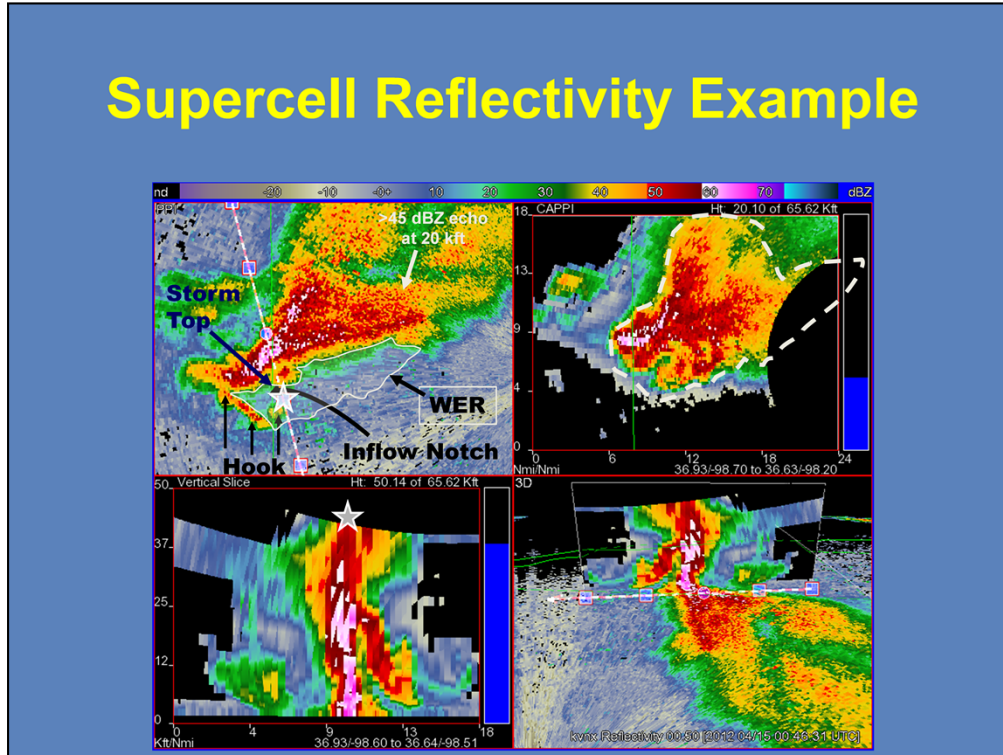 Supercell Reflectivity Example
nd -20 -10 -0+ 10 20 30 40 50 60 70 dBZ
PPI
>45 dBZ echo
at 20 kft
Storm
Top
WER
Inflow Notch
Hook
CAPPI
Ht: 20.10 of 65.62 Kft
18
13
9
4
0
6
12
18
24
Nmi/Nmi
36.93/-98.70 to 36.63/-98.20
Vertical Slice
Ht: 50.14 of 65.62 Kft
50
37
25
12
0
4
9
13
18
Kft/Nmi
36.93/-98.60 to 36.64/-98.51
3D
kvnx Reflectivity 00.50 [2012/04/15-00:46:31 UTC]